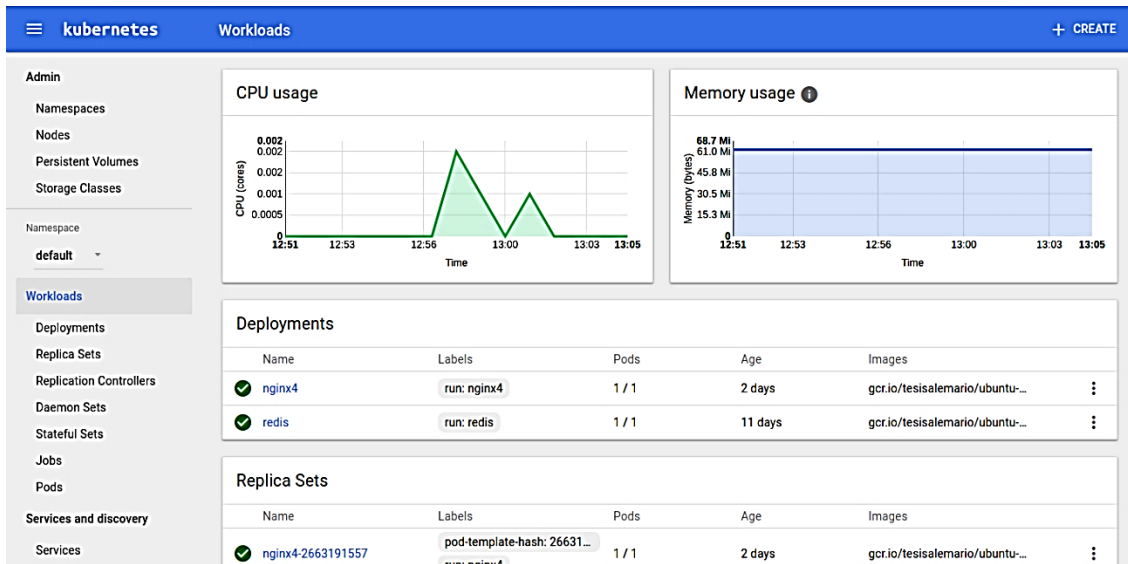 kubernetes
Workloads
+ CREATE
Admin
Namespaces
Nodes
Persistent Volumes
Storage Classes
Namespace
default
Workloads
Deployments
Replica Sets
Replication Controllers
Daemon Sets
Stateful Sets
Jobs
Pods
Services and discovery
Services
CPU usage
CPU (cores)
0.002
0.002
0.002
0.001
0.0005
0
12:51 12:53 12:56 13:00 13:03 13:05
Time
Memory usage
Memory (bytes)
68.7 Mi
61.0 Mi
45.8 Mi
30.5 Mi
15.3 Mi
0
12:51 12:53 12:56 13:00 13:03 13:05
Time
Deployments
Name Labels Pods Age Images
nginx4 run: nginx4 1 / 1 2 days gcr.io/tesisalemario/ubuntu-...
redis run: redis 1 / 1 11 days gcr.io/tesisalemario/ubuntu-...
Replica Sets
Name Labels Pods Age Images
nginx4-2663191557 pod-template-hash: 26631... 1 / 1 2 days gcr.io/tesisalemario/ubuntu-...
run: nginx4